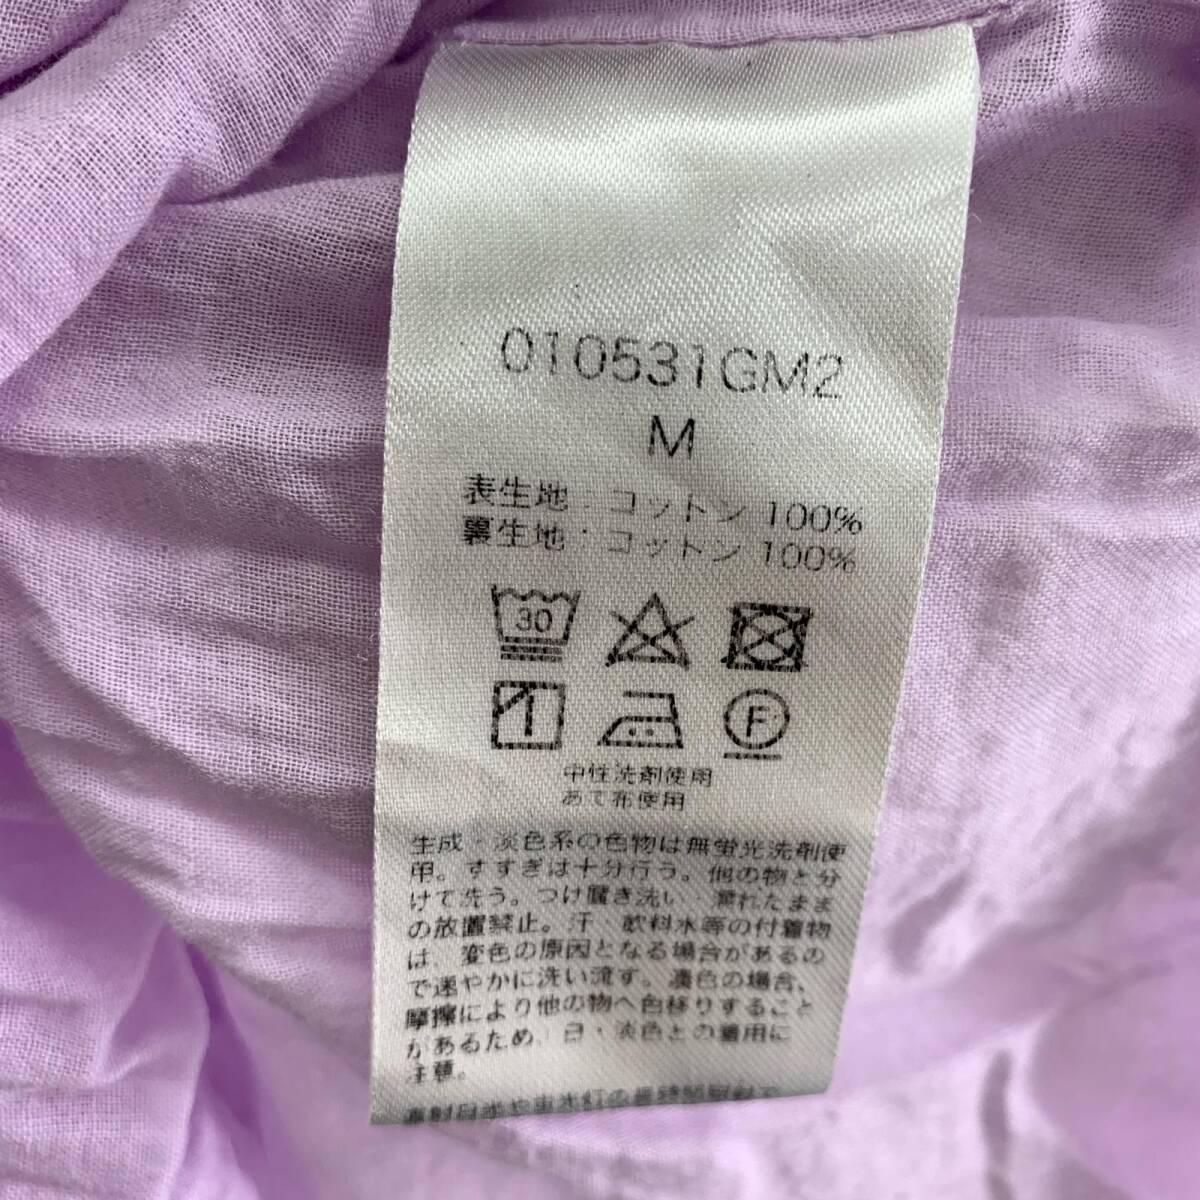 010531GM2
M
表生地：コットン 100%
裏生地：コットン 100%
30
F
中性洗剤使用
あて布使用
生成・淡色系の色物は無蛍光洗剤使
用。すすぎは十分行う。他の物と分
けて洗う。つけ置き洗い・濡れたまま
の放置禁止。汗・飲料水等の付着物
は、変色の原因となる場合があるの
で速やかに洗い流す。濃色の場合、
摩擦により他の物へ色移りすること
があるため、白・淡色との着用に
注意。